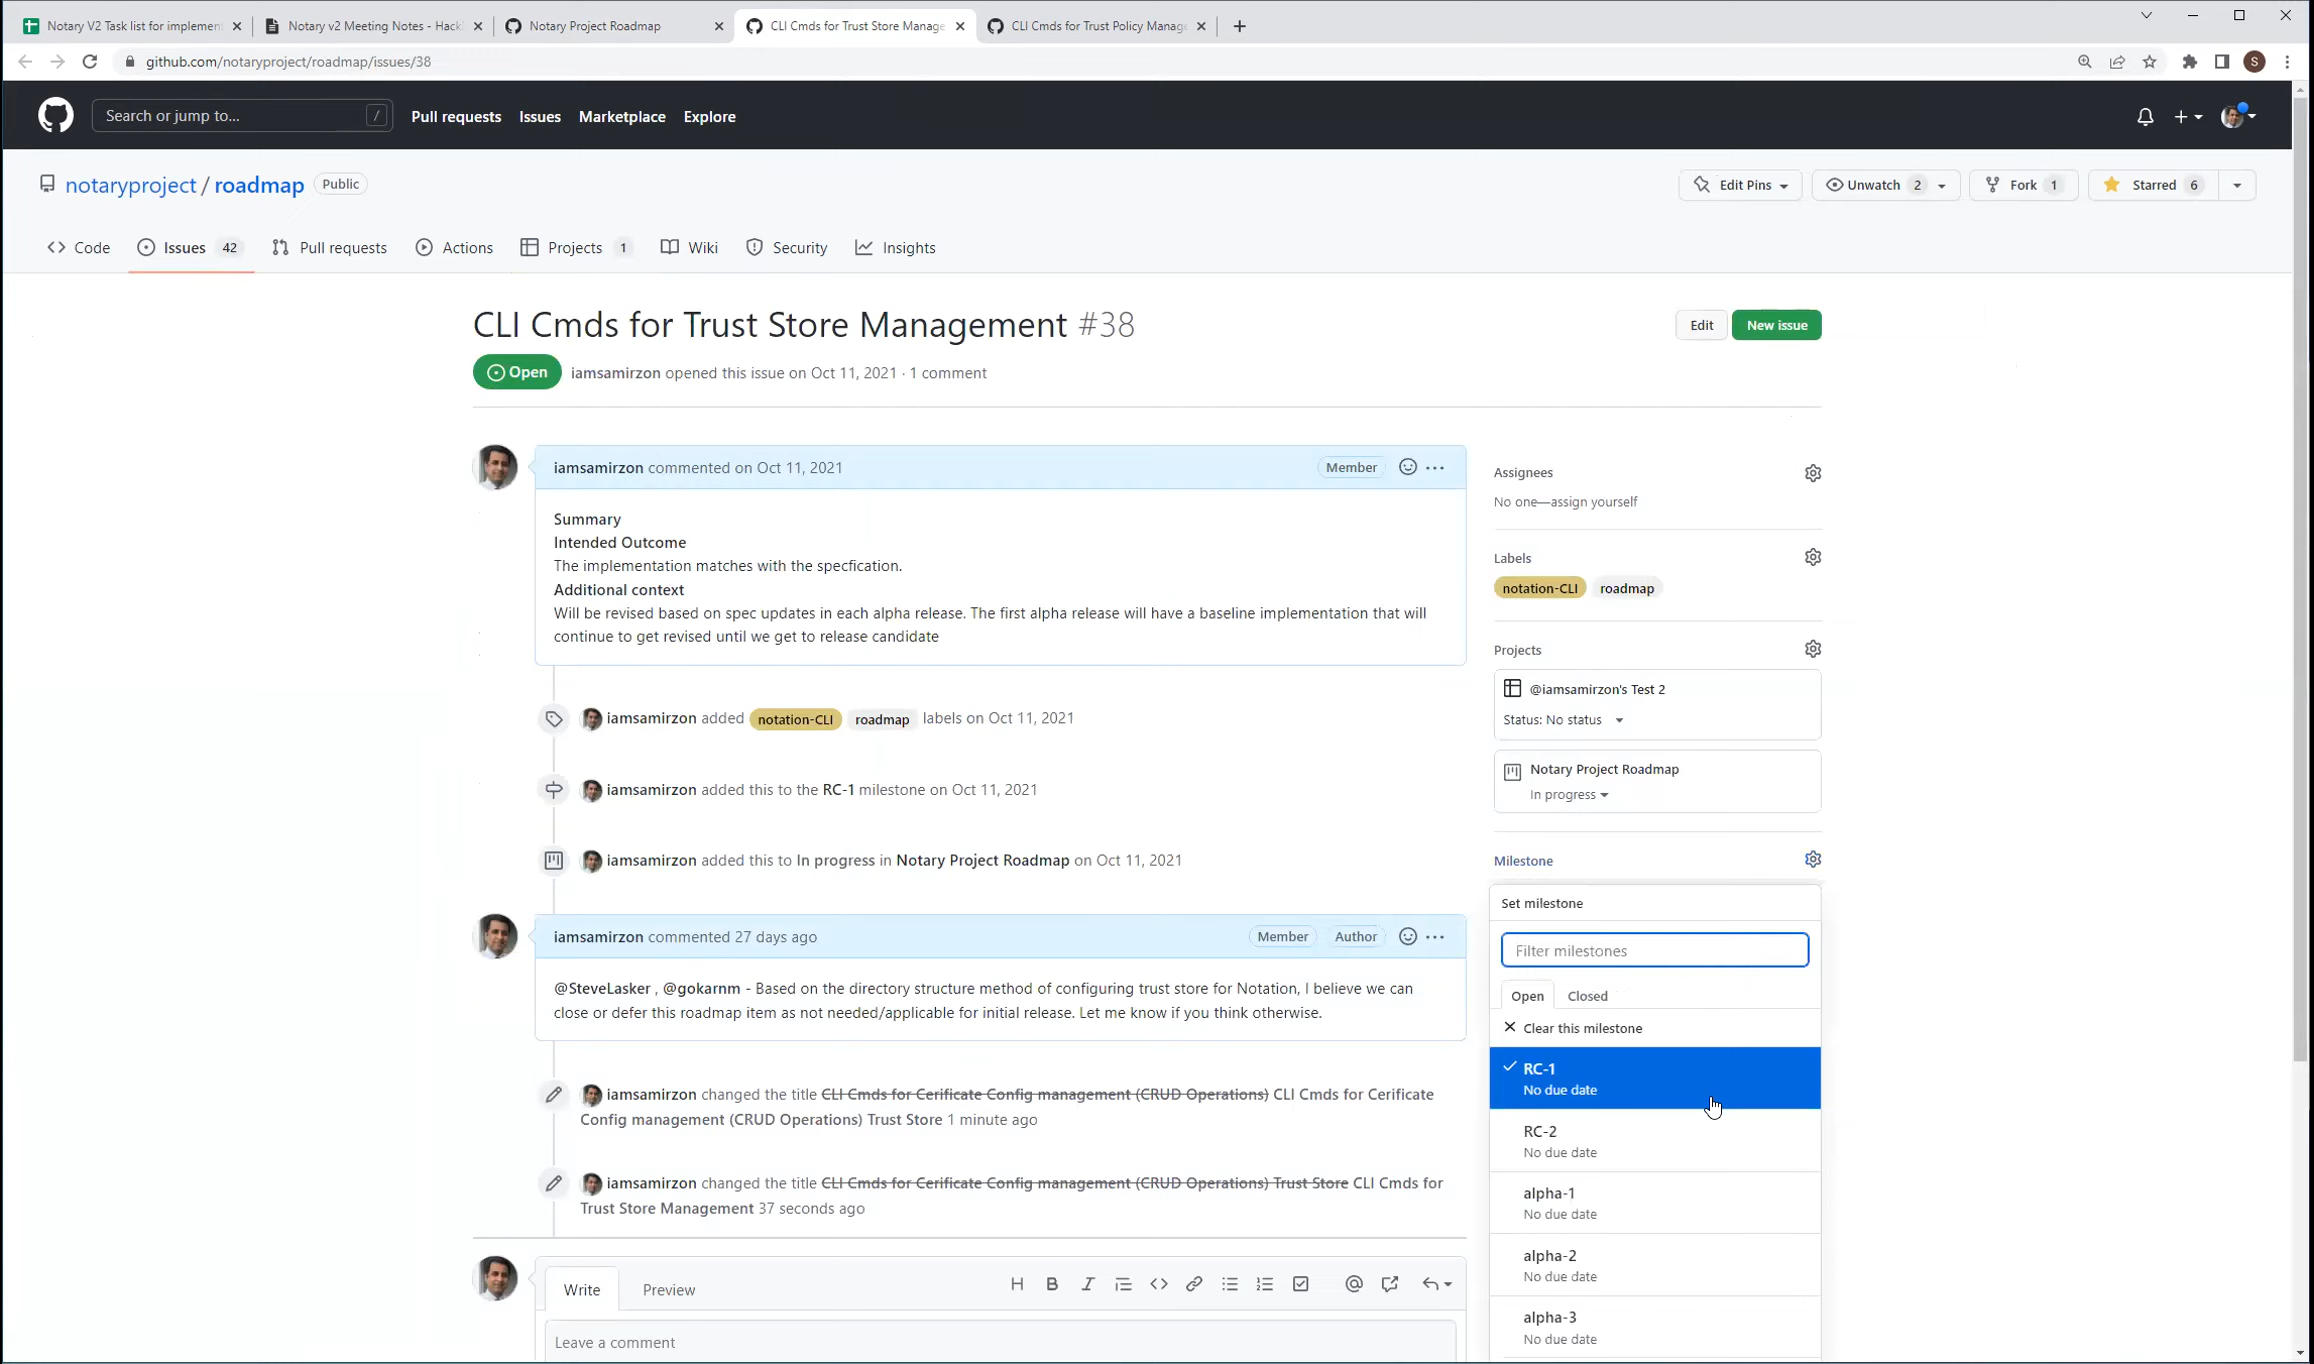 Notary V2 Task list for implemen
Notary v2 Meeting Notes - Hack
Notary Project Roadmap
CLI Cmds for Trust Store Manage
CLI Cmds for Trust Policy Manag
github.com/notaryproject/roadmap/issues/38
S
Search or jump to...
/
Pull requests
Issues
Marketplace
Explore
notaryproject / roadmap
Public
Edit Pins
Unwatch 2
Fork 1
Starred 6
Code
Issues 42
Pull requests
Actions
Projects 1
Wiki
Security
Insights
CLI Cmds for Trust Store Management #38
Edit
New issue
Open
iamsamirzon opened this issue on Oct 11, 2021 · 1 comment
iamsamirzon commented on Oct 11, 2021
Member
Summary
Intended Outcome
The implementation matches with the specfication.
Additional context
Will be revised based on spec updates in each alpha release. The first alpha release will have a baseline implementation that will
continue to get revised until we get to release candidate
iamsamirzon added notation-CLI roadmap labels on Oct 11, 2021
iamsamirzon added this to the RC-1 milestone on Oct 11, 2021
iamsamirzon added this to In progress in Notary Project Roadmap on Oct 11, 2021
iamsamirzon commented 27 days ago
Member
Author
@SteveLasker , @gokarnm - Based on the directory structure method of configuring trust store for Notation, I believe we can
close or defer this roadmap item as not needed/applicable for initial release. Let me know if you think otherwise.
iamsamirzon changed the title CLI Cmds for Cerificate Config management (CRUD Operations) CLI Cmds for Cerificate
Config management (CRUD Operations) Trust Store 1 minute ago
iamsamirzon changed the title CLI Cmds for Cerificate Config management (CRUD Operations) Trust Store CLI Cmds for
Trust Store Management 37 seconds ago
Write
Preview
H B I
Leave a comment
Assignees
No one—assign yourself
Labels
notation-CLI roadmap
Projects
@iamsamirzon's Test 2
Status: No status
Notary Project Roadmap
In progress
Milestone
Set milestone
Filter milestones
Open
Closed
Clear this milestone
RC-1
No due date
RC-2
No due date
alpha-1
No due date
alpha-2
No due date
alpha-3
No due date